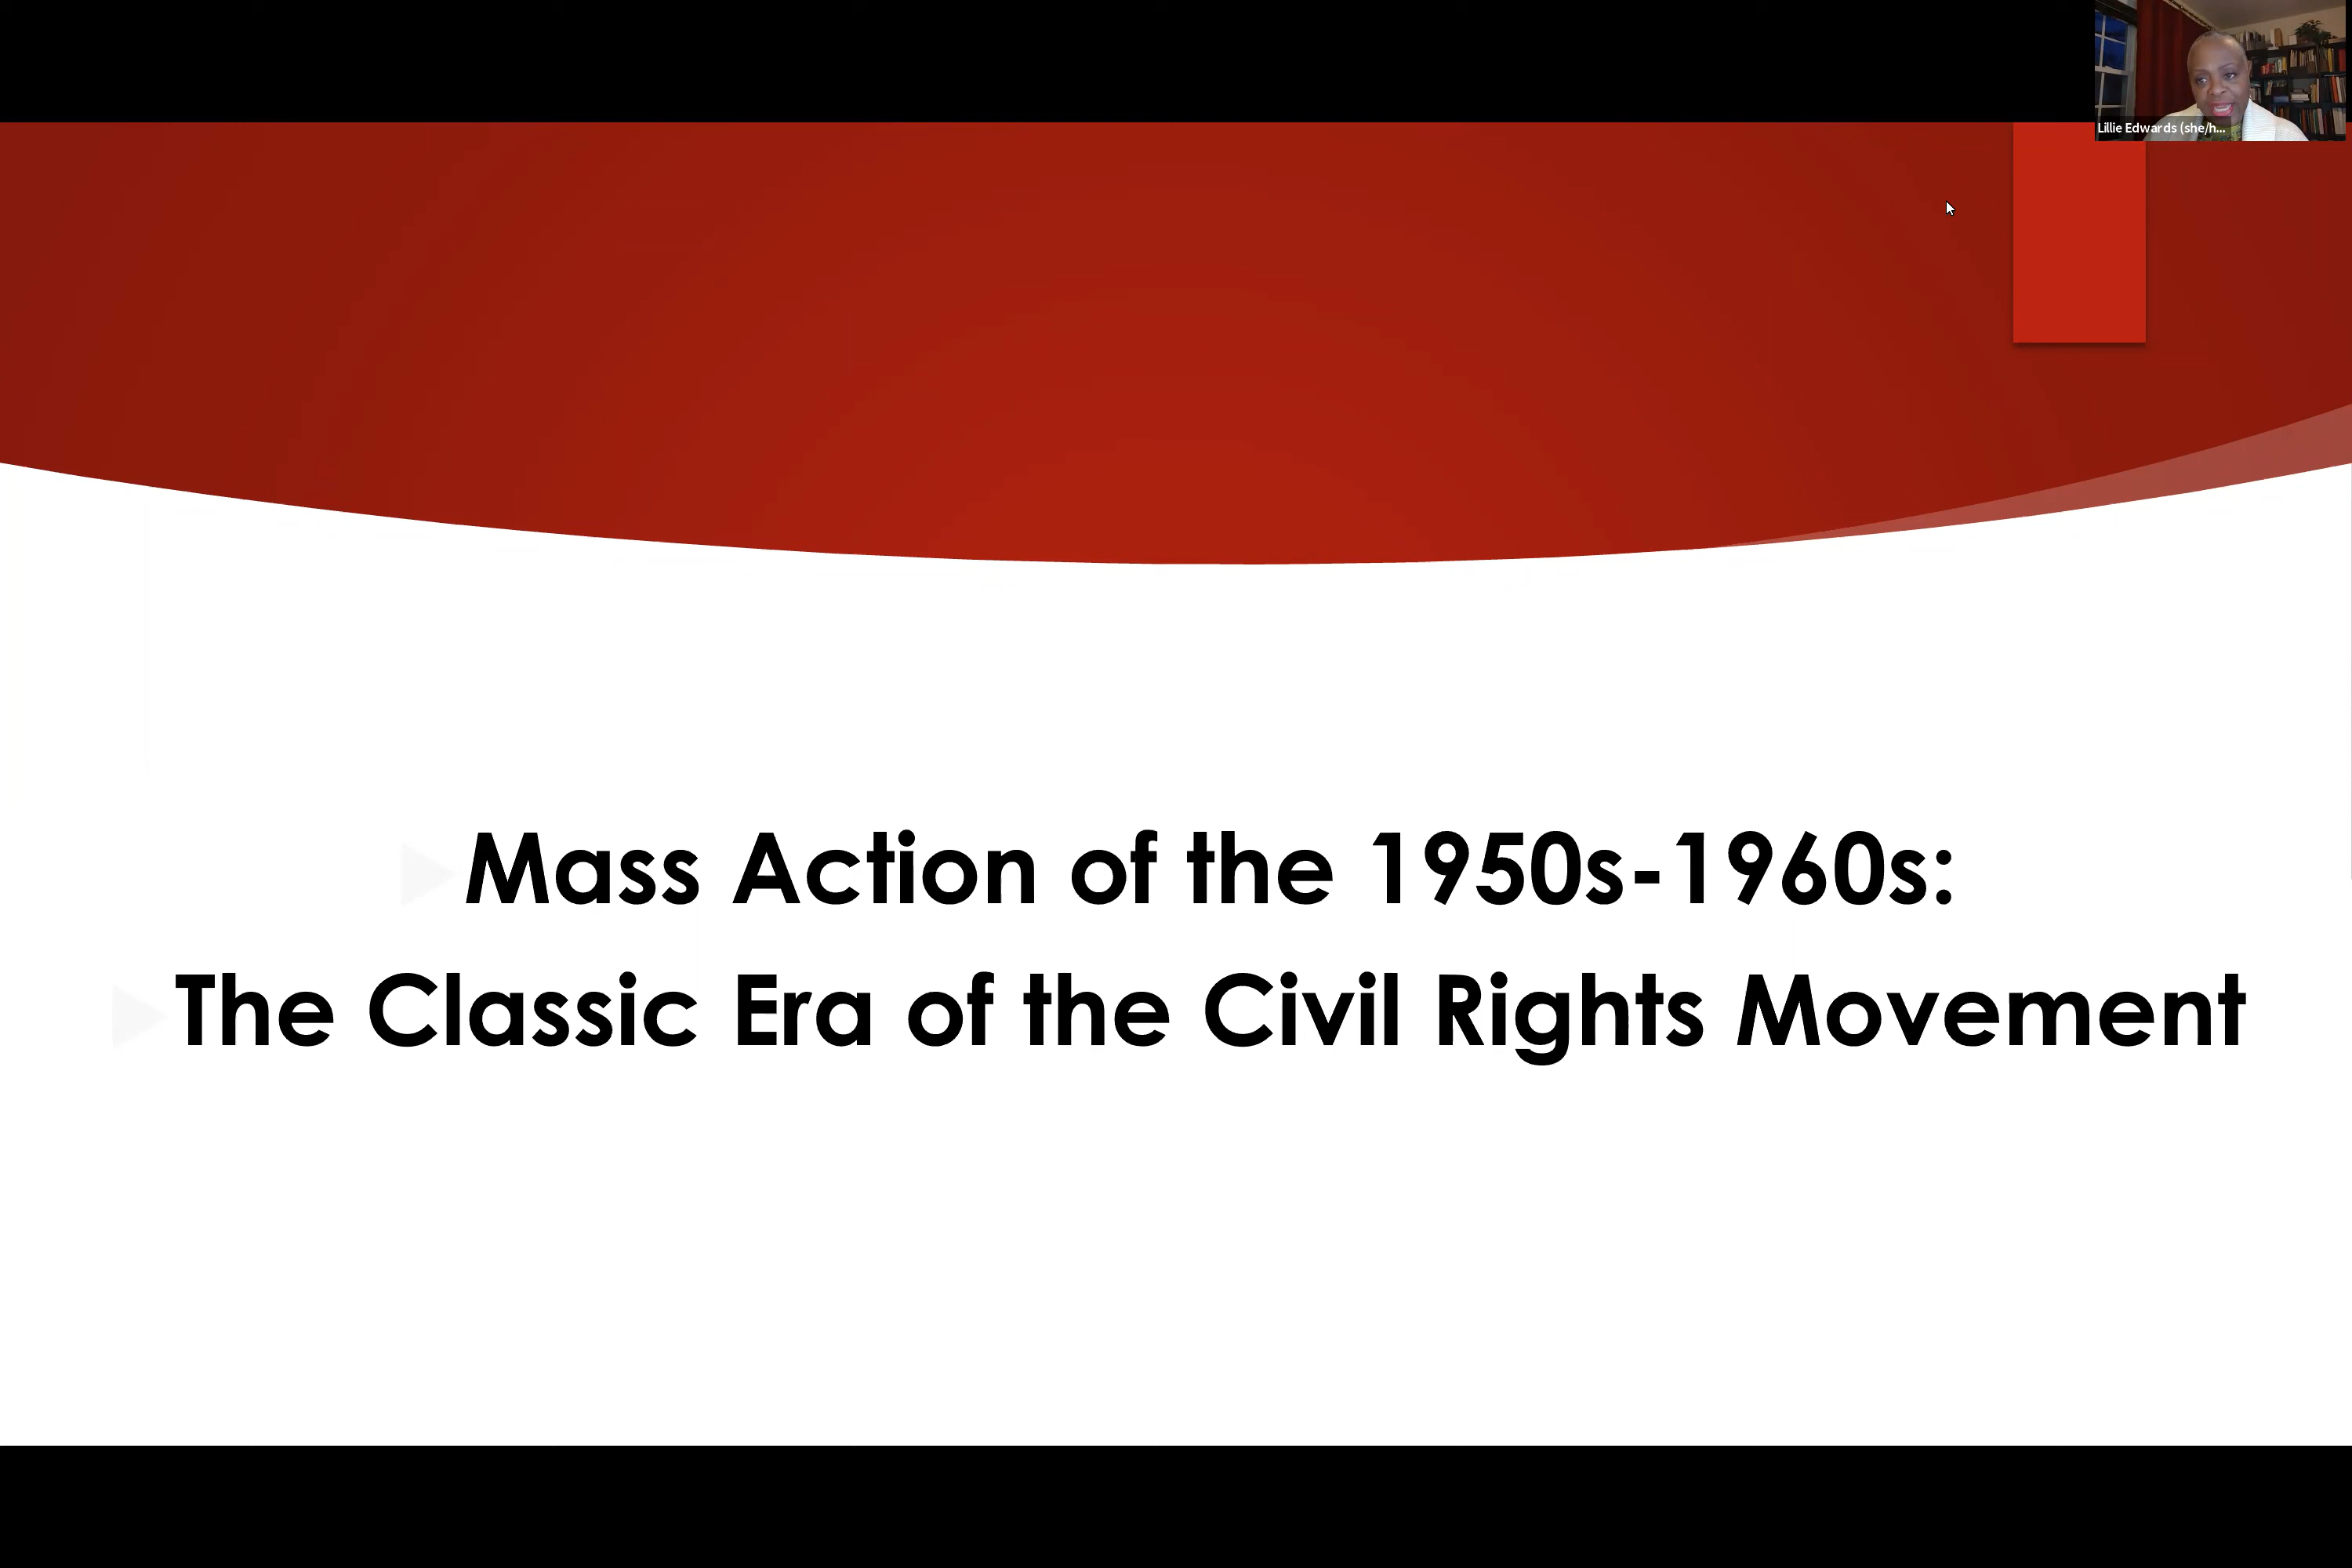 Lillie Edwards (she/h...
Mass Action of the 1950s-1960s:
The Classic Era of the Civil Rights Movement